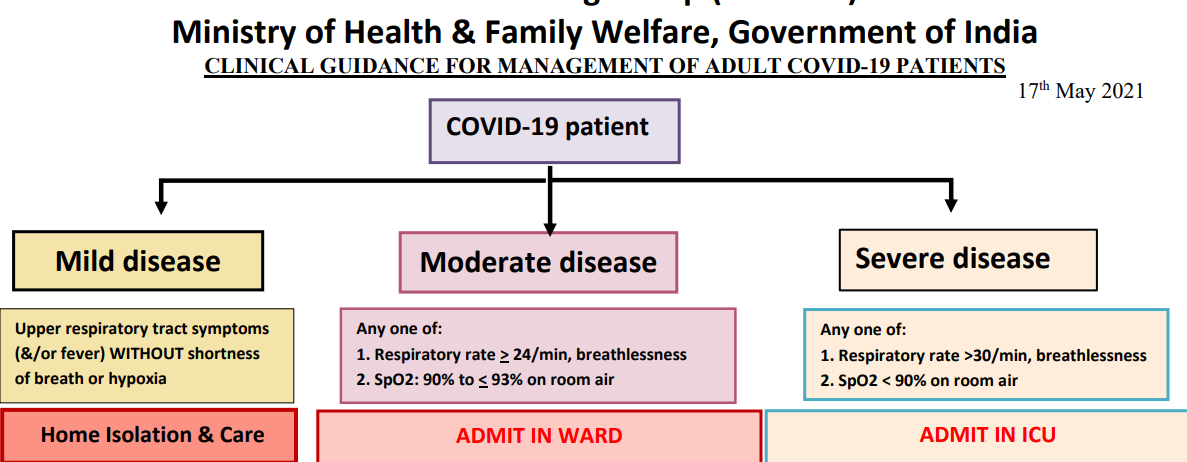 Ministry of Health & Family Welfare, Government of India
CLINICAL GUIDANCE FOR MANAGEMENT OF ADULT COVID-19 PATIENTS
17th May 2021
COVID-19 patient
Mild disease
Moderate disease
Severe disease
Upper respiratory tract symptoms
(&/or fever) WITHOUT shortness
of breath or hypoxia
Any one of:
1. Respiratory rate ≥ 24/min, breathlessness
2. SpO2: 90% to ≤ 93% on room air
Any one of:
1. Respiratory rate >30/min, breathlessness
2. SpO2 < 90% on room air
Home Isolation & Care
ADMIT IN WARD
ADMIT IN ICU